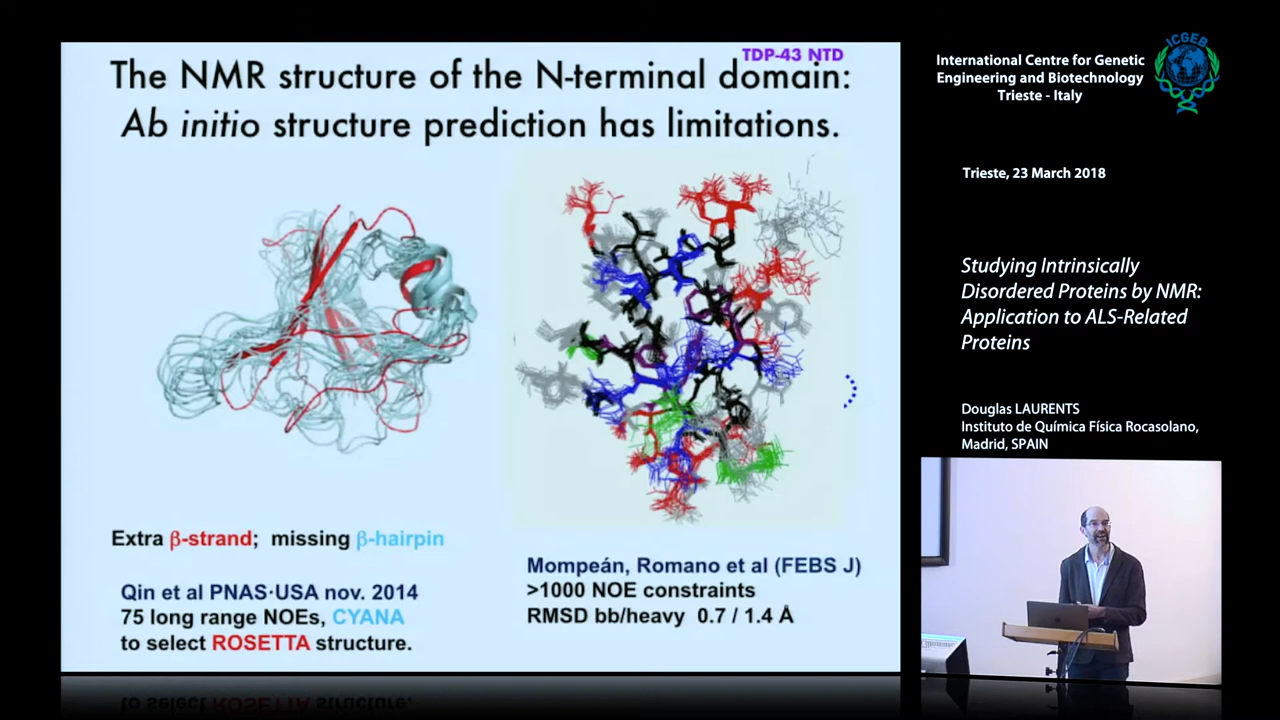 TDP-43 NTD
The NMR structure of the N-terminal domain:
Ab initio structure prediction has limitations.
Extra β-strand; missing β-hairpin
Qin et al PNAS·USA nov. 2014
75 long range NOEs, CYANA
to select ROSETTA structure.
Mompeán, Romano et al (FEBS J)
>1000 NOE constraints
RMSD bb/heavy 0.7 / 1.4 Å
International Centre for Genetic
Engineering and Biotechnology
Trieste - Italy
ICGEB
Trieste, 23 March 2018
Studying Intrinsically
Disordered Proteins by NMR:
Application to ALS-Related
Proteins
Douglas LAURENTS
Instituto de Química Física Rocasolano,
Madrid, SPAIN